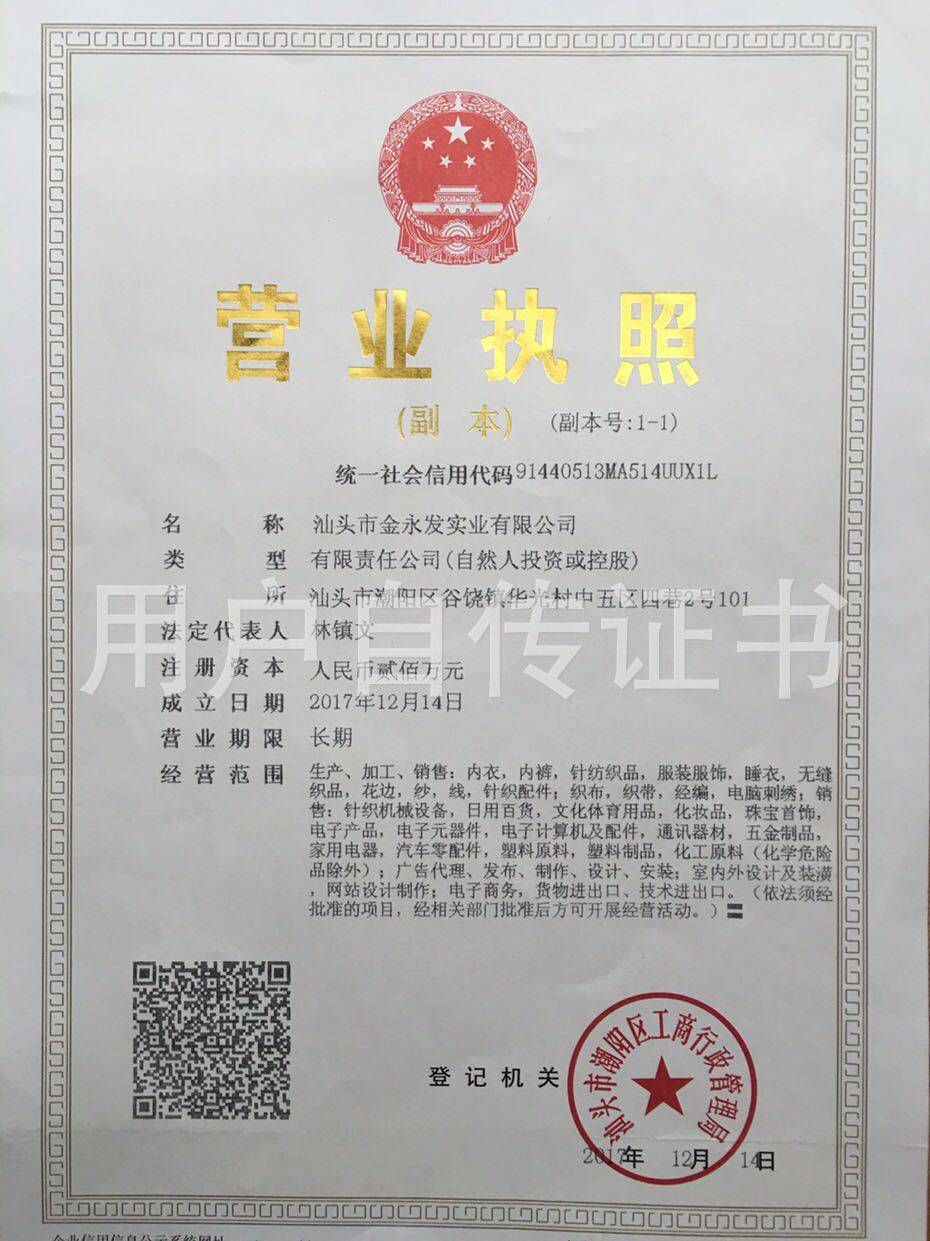 营业执照
(副 本) (副本号:1-1)
统一社会信用代码91440513MA514UUX1L
名 称 汕头市金永发实业有限公司
类 型 有限责任公司(自然人投资或控股)
住 所 汕头市潮阳区谷饶镇华光村中五区四巷2号101
法定代表人 林镇文
注册资本 人民币贰佰万元
成立日期 2017年12月14日
营业期限 长期
经营范围 生产、加工、销售:内衣,内裤,针纺织品,服装服饰,睡衣,无缝
织品,花边,纱,线,针织配件;织布,织带,经编,电脑刺绣;销
售:针织机械设备,日用百货,文化体育用品,化妆品,珠宝首饰,
电子产品,电子元器件,电子计算机及配件,通讯器材,五金制品,
家用电器,汽车零配件,塑料原料,塑料制品,化工原料(化学危险
品除外);广告代理、发布、制作、设计、安装;室内外设计及装潢
,网站设计制作;电子商务,货物进出口、技术进出口。(依法须经
批准的项目,经相关部门批准后方可开展经营活动。)
用户自传证书
登记机关
汕头市潮阳区工商行政管理局
2017年 12月 14日
企业信用信息公示系统网址